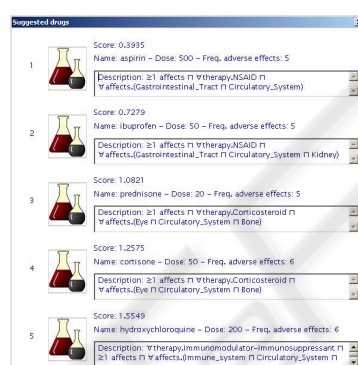 Suggested drugs
Score: 0.3935
1
Name: aspirin – Dose: 500 – Freq. adverse effects: 5
Description: ≥1 affects ⊓ ∀therapy.NSAID ⊓
∀affects.(Gastrointestinal_Tract ⊓ Circulatory_System)
Score: 0.7279
2
Name: ibuprofen – Dose: 50 – Freq. adverse effects: 5
Description: ≥1 affects ⊓ ∀therapy.NSAID ⊓
∀affects.(Gastrointestinal_Tract ⊓ Circulatory_System ⊓ Kidney)
Score: 1.0821
3
Name: prednisone – Dose: 20 – Freq. adverse effects: 5
Description: ≥1 affects ⊓ ∀therapy.Corticosteroid ⊓
∀affects.(Eye ⊓ Circulatory_System ⊓ Bone)
Score: 1.2575
4
Name: cortisone – Dose: 50 – Freq. adverse effects: 6
Description: ≥1 affects ⊓ ∀therapy.Corticosteroid ⊓
∀affects.(Eye ⊓ Circulatory_System ⊓ Bone)
Score: 1.5549
5
Name: hydroxychloroquine – Dose: 200 – Freq. adverse effects: 6
Description: ∀therapy.Immunomodulator–Immunosuppressant ⊓
≥1 affects ⊓ ∀affects.(Immune_system ⊓ Circulatory_System ⊓